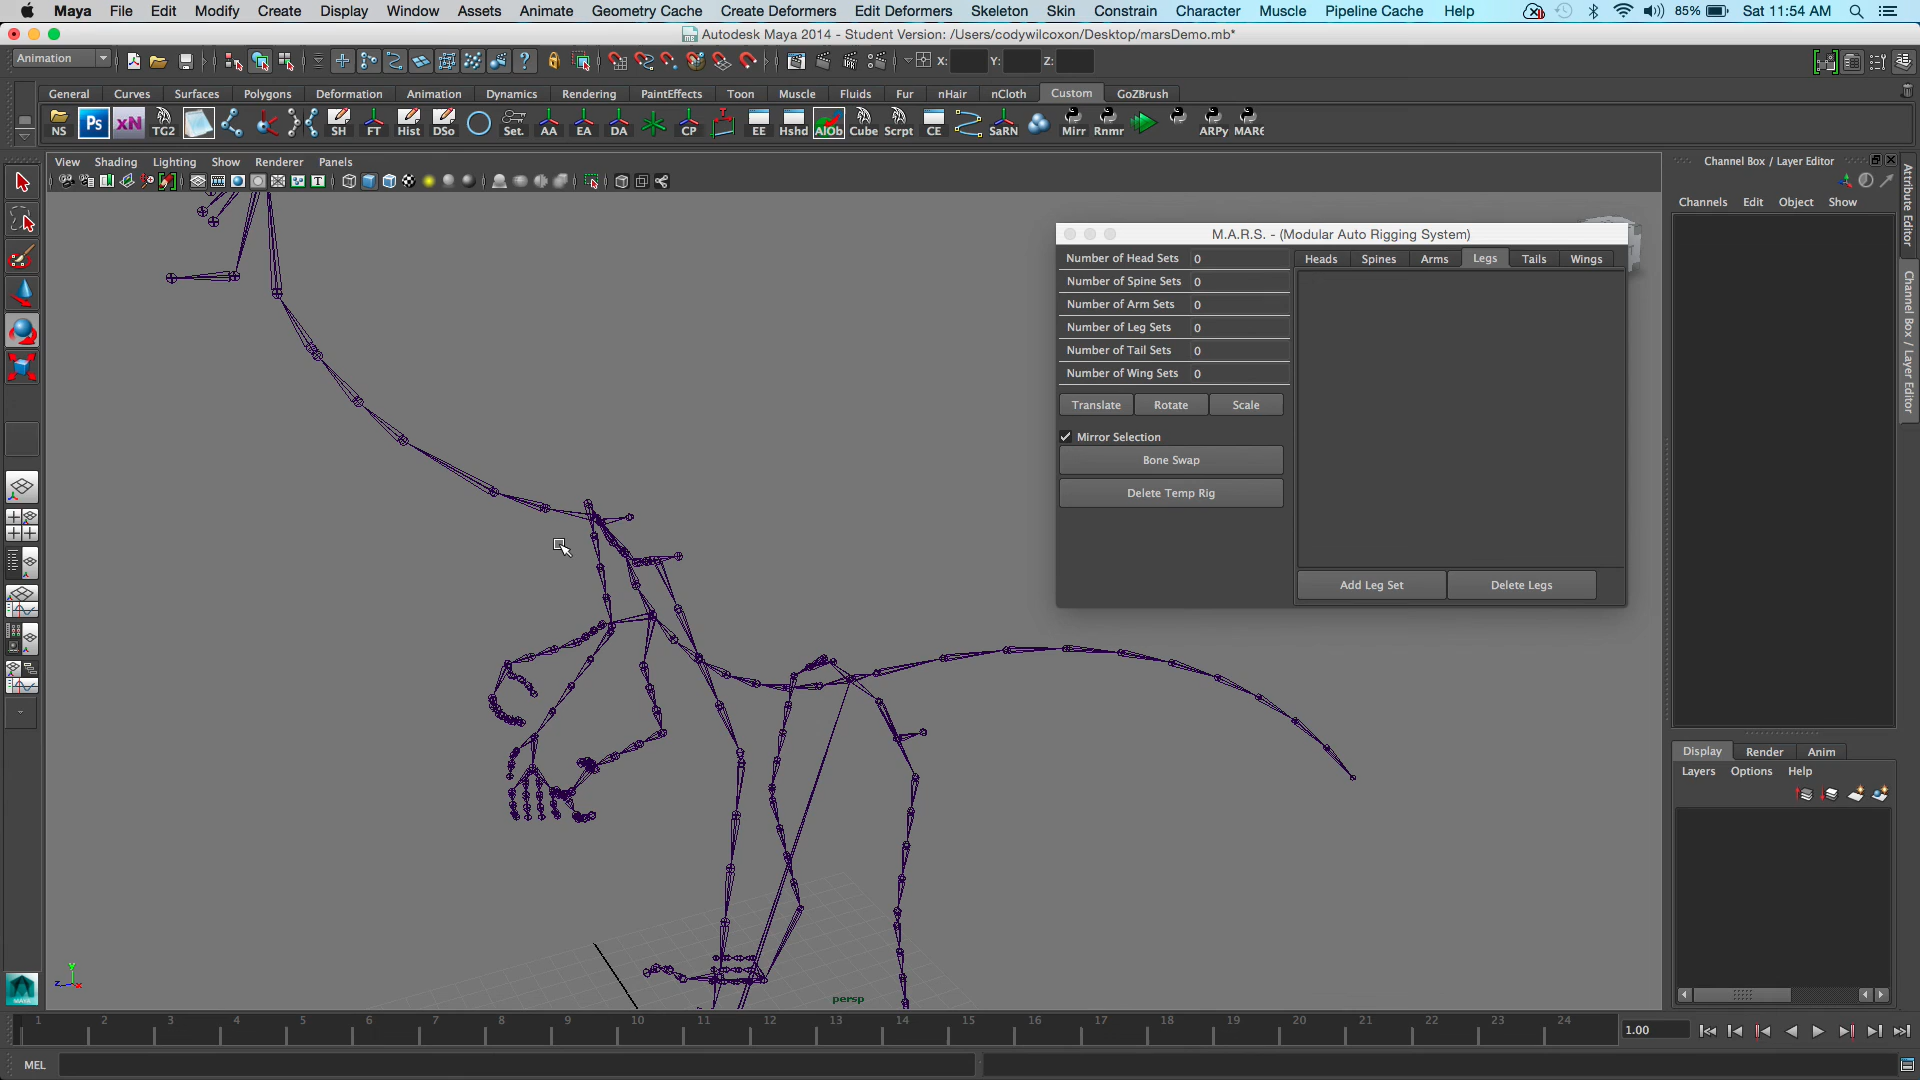 Maya File Edit Modify Create Display Window Assets Animate Geometry Cache Create Deformers Edit Deformers Skeleton Skin Constrain Character Muscle Pipeline Cache Help 85% Sat 11:54 AM
Autodesk Maya 2014 - Student Version: /Users/codywilcoxon/Desktop/marsDemo.mb*
Animation X: Y: Z:
General Curves Surfaces Polygons Deformation Animation Dynamics Rendering PaintEffects Toon Muscle Fluids Fur nHair nCloth Custom GoZBrush
NS Ps xN TG2 SH FT Hist DSo Set. AA EA DA CP EE Hshd AIOb Cube Scrpt CE SaRN Mirr Rnmr ARPy MARS
View Shading Lighting Show Renderer Panels
Channel Box / Layer Editor
Channels Edit Object Show
Attribute Editor
Channel Box / Layer Editor
M.A.R.S. - (Modular Auto Rigging System)
Number of Head Sets 0
Number of Spine Sets 0
Number of Arm Sets 0
Number of Leg Sets 0
Number of Tail Sets 0
Number of Wing Sets 0
Translate Rotate Scale
Mirror Selection
Bone Swap
Delete Temp Rig
Heads Spines Arms Legs Tails Wings
Add Leg Set Delete Legs
Display Render Anim
Layers Options Help
persp
1 2 3 4 5 6 7 8 9 10 11 12 13 14 15 16 17 18 19 20 21 22 23 24 1.00
MEL